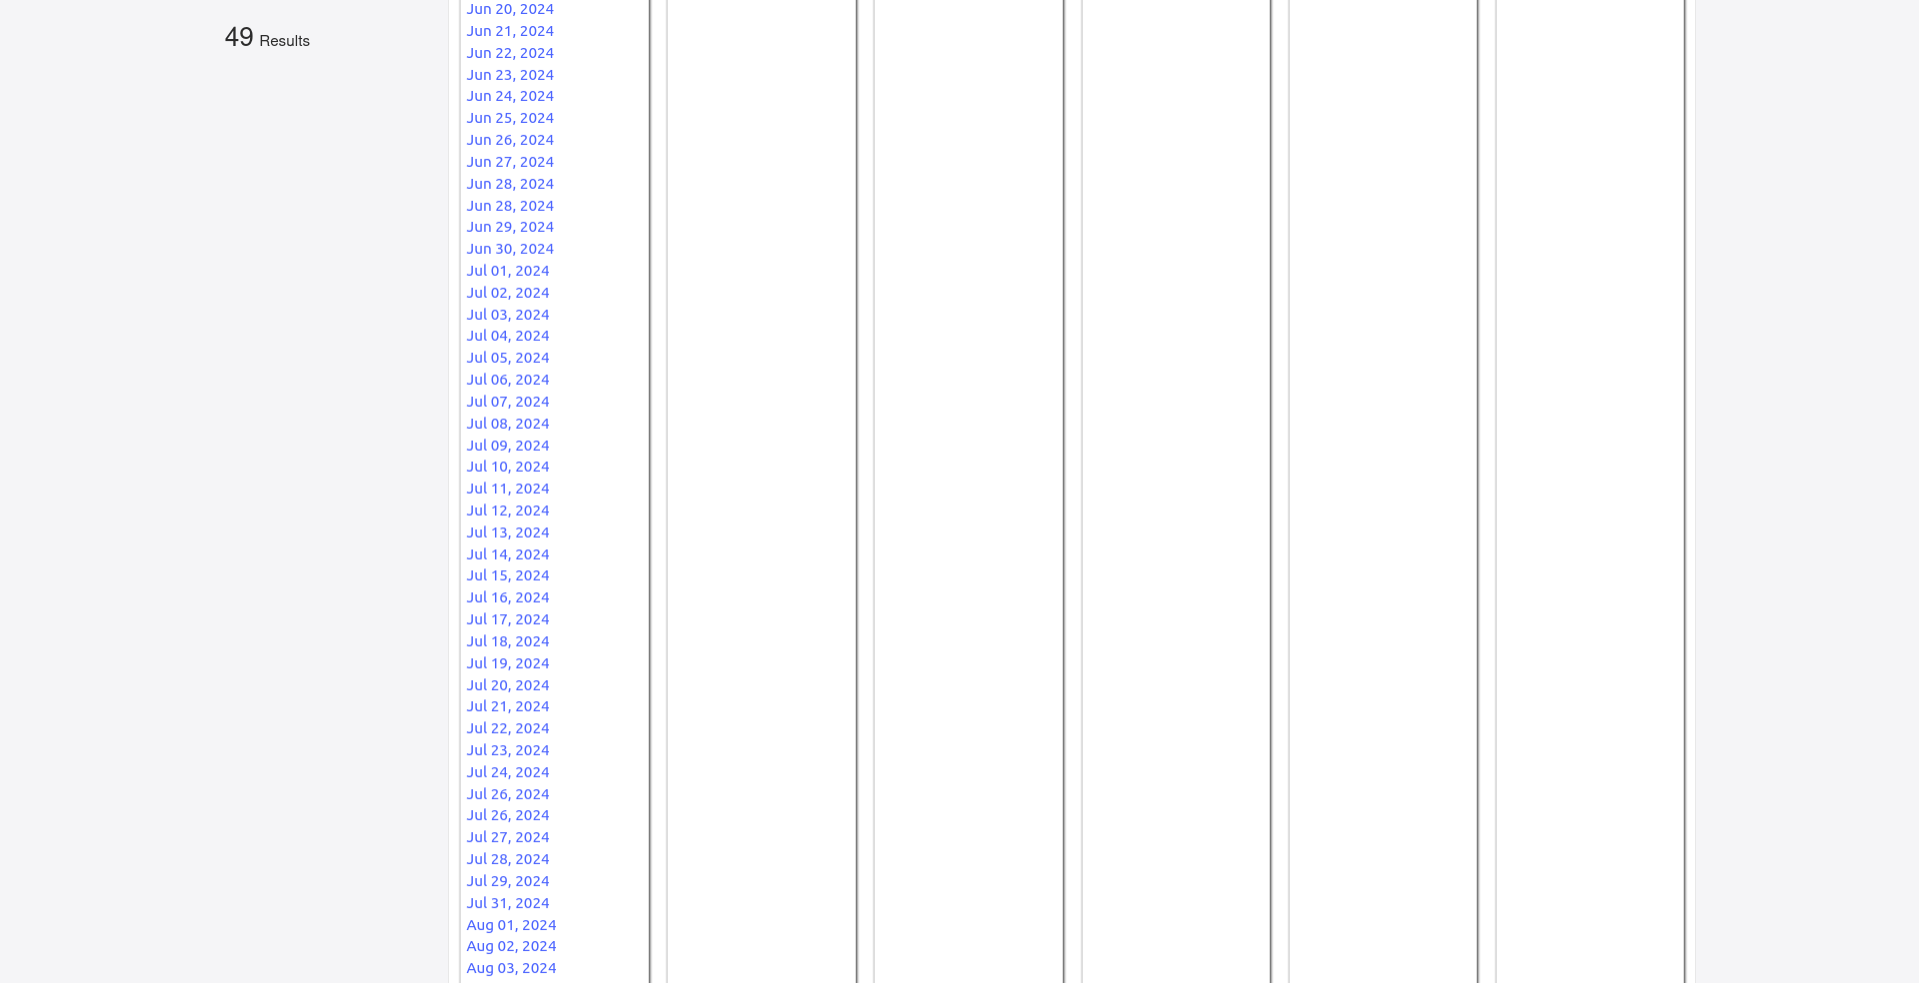 49 Results
Jun 20, 2024
Jun 21, 2024
Jun 22, 2024
Jun 23, 2024
Jun 24, 2024
Jun 25, 2024
Jun 26, 2024
Jun 27, 2024
Jun 28, 2024
Jun 28, 2024
Jun 29, 2024
Jun 30, 2024
Jul 01, 2024
Jul 02, 2024
Jul 03, 2024
Jul 04, 2024
Jul 05, 2024
Jul 06, 2024
Jul 07, 2024
Jul 08, 2024
Jul 09, 2024
Jul 10, 2024
Jul 11, 2024
Jul 12, 2024
Jul 13, 2024
Jul 14, 2024
Jul 15, 2024
Jul 16, 2024
Jul 17, 2024
Jul 18, 2024
Jul 19, 2024
Jul 20, 2024
Jul 21, 2024
Jul 22, 2024
Jul 23, 2024
Jul 24, 2024
Jul 26, 2024
Jul 26, 2024
Jul 27, 2024
Jul 28, 2024
Jul 29, 2024
Jul 31, 2024
Aug 01, 2024
Aug 02, 2024
Aug 03, 2024